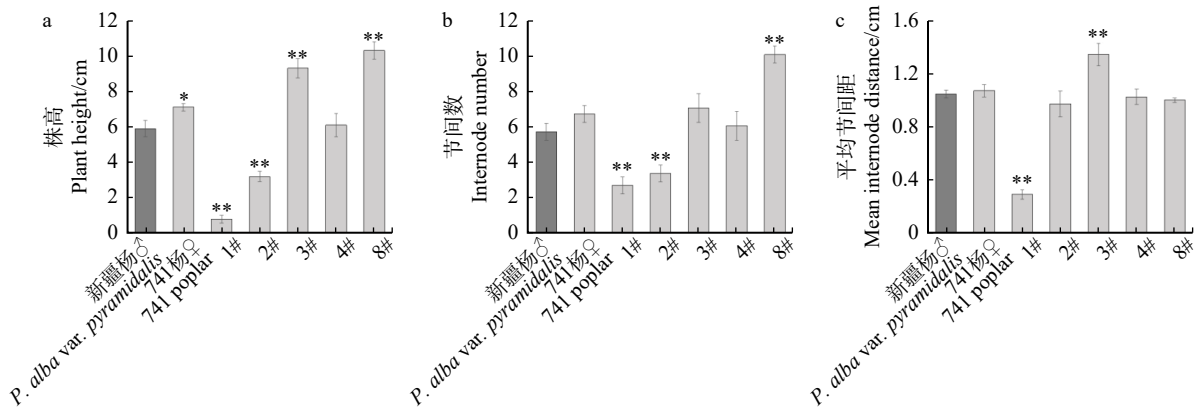 a
株高
Plant height/cm
12
10
8
6
4
2
0
*
**
**
**
**
新疆杨♂
P. alba var. pyramidalis
741杨♀
741 poplar
1#
2#
3#
4#
8#
b
节间数
Internode number
12
10
8
6
4
2
0
**
**
**
新疆杨♂
P. alba var. pyramidalis
741杨♀
741 poplar
1#
2#
3#
4#
8#
c
平均节间距
Mean internode distance/cm
1.6
1.2
0.8
0.4
0
**
**
新疆杨♂
P. alba var. pyramidalis
741杨♀
741 poplar
1#
2#
3#
4#
8#